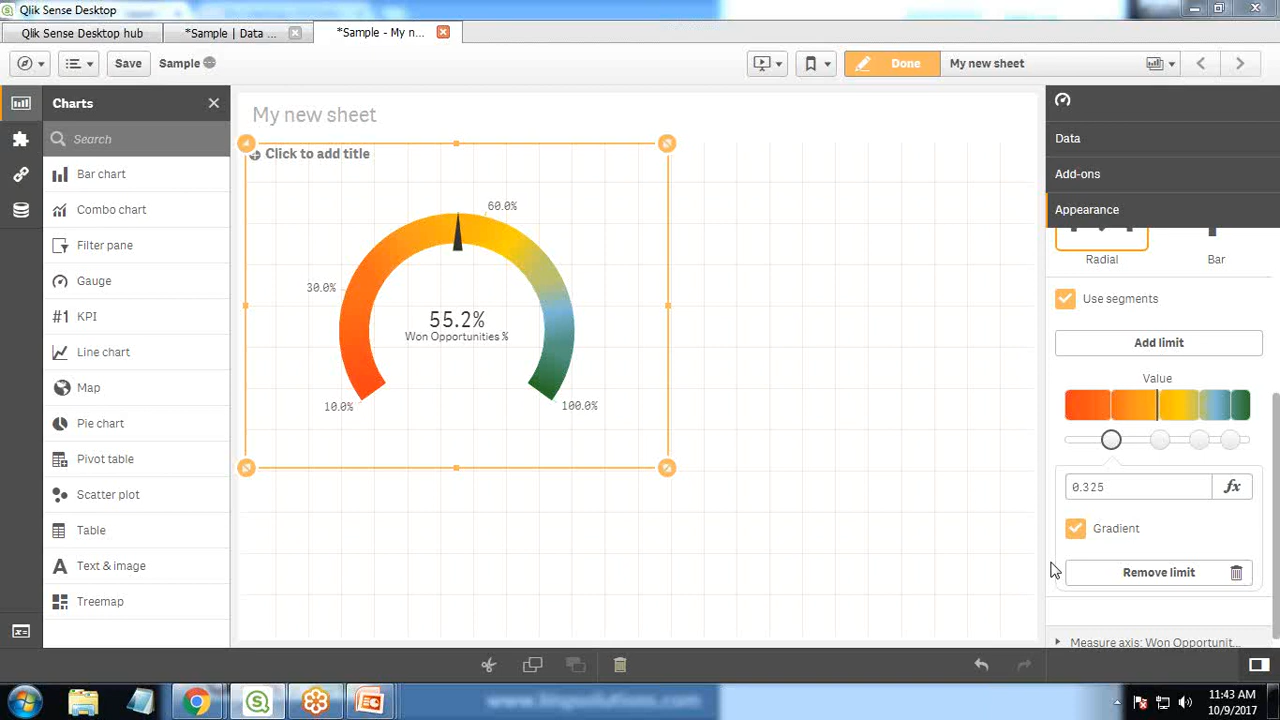 Qlik Sense Desktop
Qlik Sense Desktop hub
*Sample | Data ...
*Sample - My n...
Save
Sample
Done
My new sheet
Charts
Search
Bar chart
Combo chart
Filter pane
Gauge
#1 KPI
Line chart
Map
Pie chart
Pivot table
Scatter plot
Table
A Text & image
Treemap
My new sheet
Click to add title
60.0%
30.0%
55.2%
Won Opportunities %
10.0%
100.0%
Data
Add-ons
Appearance
Radial
Bar
Use segments
Add limit
Value
0.325
fx
Gradient
Remove limit
Measure axis: Won Opportunit...
11:43 AM
10/9/2017